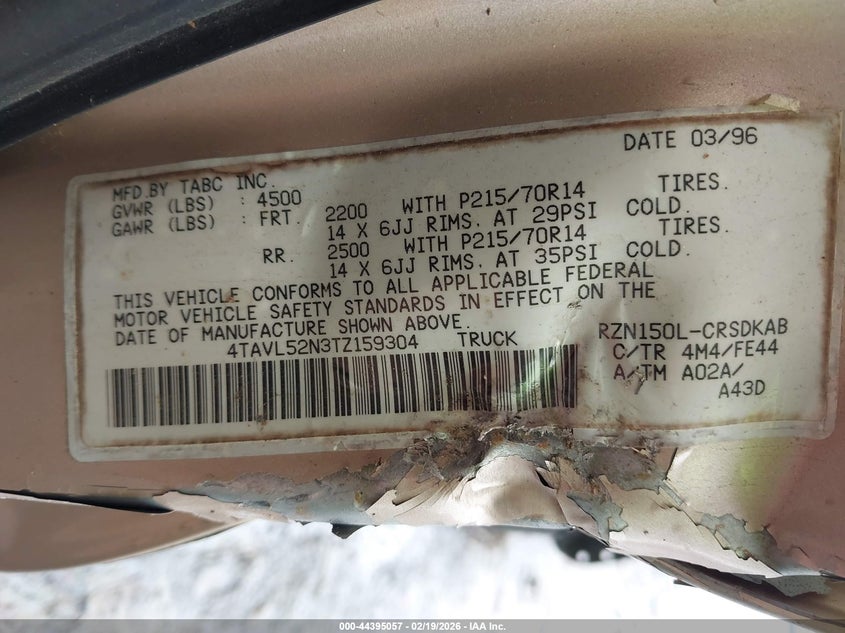 DATE 03/96
MFD.BY TABC INC.
GVWR (LBS) : 4500
GAWR (LBS) : FRT. 2200 WITH P215/70R14 TIRES.
14 X 6JJ RIMS. AT 29PSI COLD.
RR. 2500 WITH P215/70R14 TIRES.
14 X 6JJ RIMS. AT 35PSI COLD.
THIS VEHICLE CONFORMS TO ALL APPLICABLE FEDERAL
MOTOR VEHICLE SAFETY STANDARDS IN EFFECT ON THE
DATE OF MANUFACTURE SHOWN ABOVE.
4TAVL52N3TZ159304 TRUCK
RZN150L-CRSDKAB
C/TR 4M4/FE44
A/TM A02A/
A43D
000-44395057 - 02/19/2026 - IAA Inc.